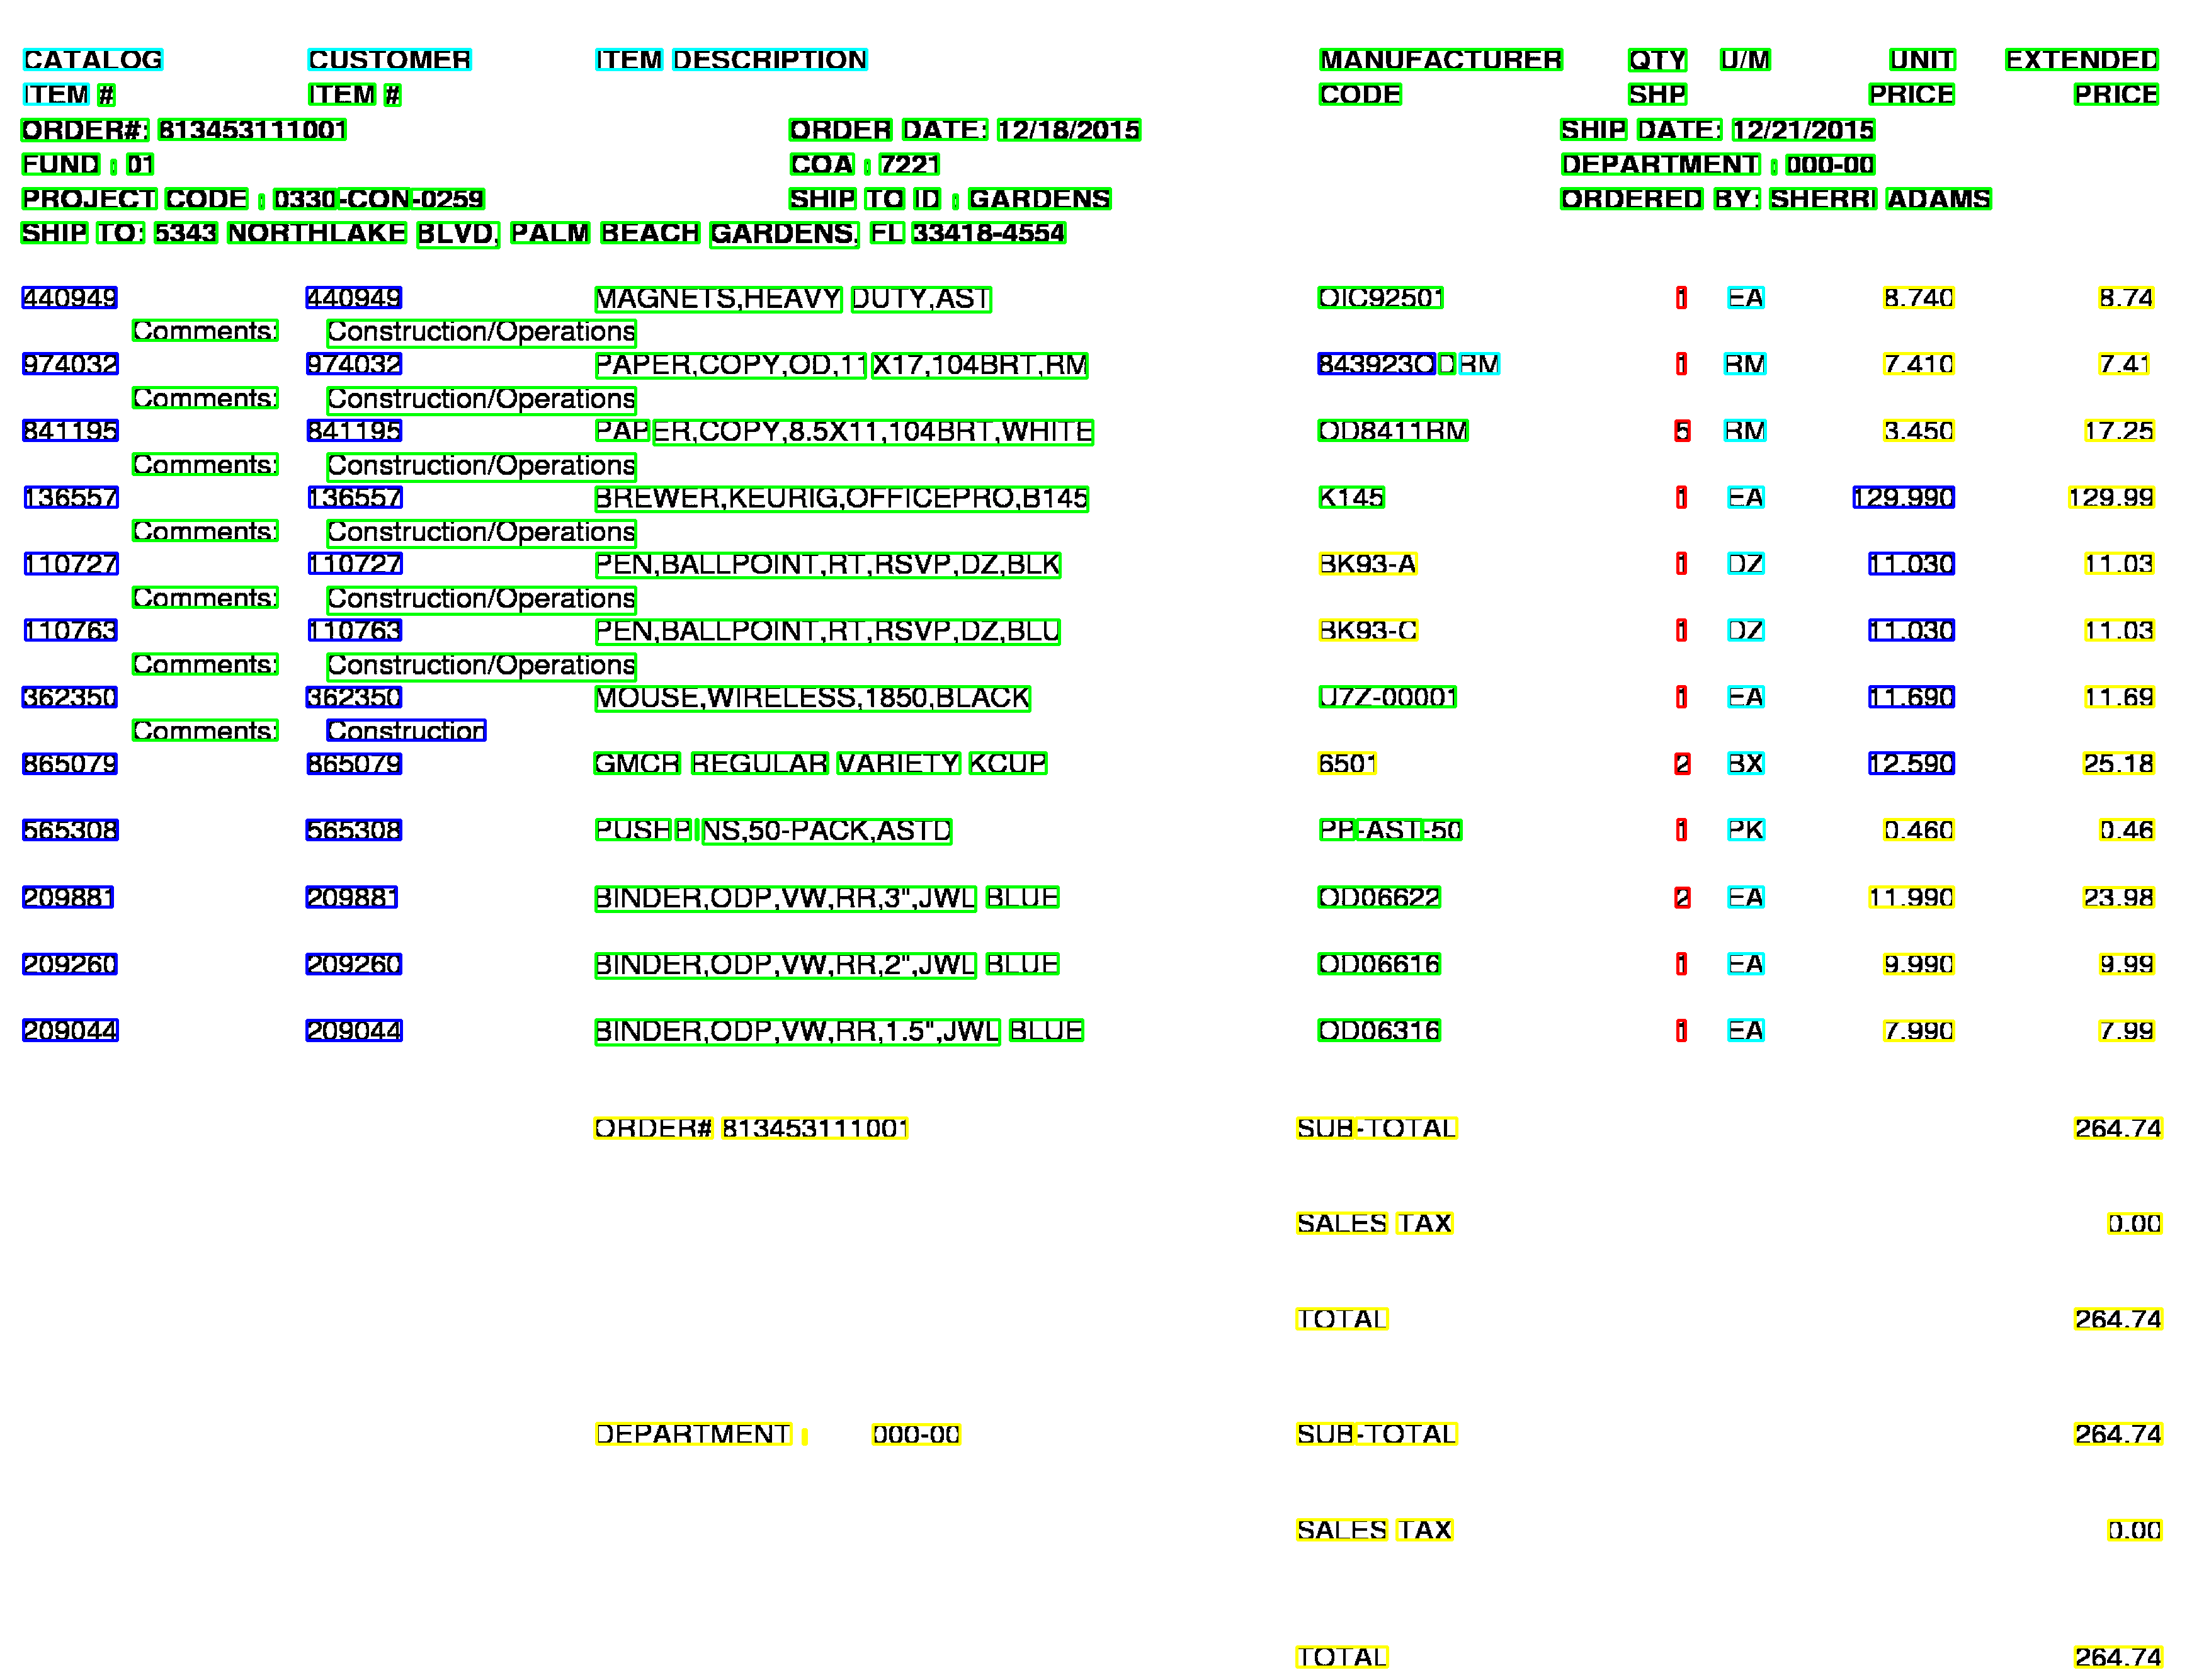 CATALOG CUSTOMER ITEM DESCRIPTION MANUFACTURER QTY U/M UNIT EXTENDED
ITEM # ITEM # CODE SHP PRICE PRICE
ORDER#: 813453111001 ORDER DATE: 12/18/2015 SHIP DATE: 12/21/2015
FUND : 01 COA : 7221 DEPARTMENT : 000-00
PROJECT CODE : 0330-CON-0259 SHIP TO ID : GARDENS ORDERED BY: SHERRI ADAMS
SHIP TO: 5343 NORTHLAKE BLVD, PALM BEACH GARDENS, FL 33418-4554
440949 440949 MAGNETS,HEAVY DUTY,AST OIC92501 1 EA 8.740 8.74
Comments: Construction/Operations
974032 974032 PAPER,COPY,OD,11X17,104BRT,RM 843923ODRM 1 RM 7.410 7.41
Comments: Construction/Operations
841195 841195 PAPER,COPY,8.5X11,104BRT,WHITE OD8411RM 5 RM 3.450 17.25
Comments: Construction/Operations
136557 136557 BREWER,KEURIG,OFFICEPRO,B145 K145 1 EA 129.990 129.99
Comments: Construction/Operations
110727 110727 PEN,BALLPOINT,RT,RSVP,DZ,BLK BK93-A 1 DZ 11.030 11.03
Comments: Construction/Operations
110763 110763 PEN,BALLPOINT,RT,RSVP,DZ,BLU BK93-C 1 DZ 11.030 11.03
Comments: Construction/Operations
362350 362350 MOUSE,WIRELESS,1850,BLACK U7Z-00001 1 EA 11.690 11.69
Comments: Construction
865079 865079 GMCR REGULAR VARIETY KCUP 6501 2 BX 12.590 25.18
565308 565308 PUSH PINS,50-PACK,ASTD PP-AST-50 1 PK 0.460 0.46
209881 209881 BINDER,ODP,VW,RR,3",JWL BLUE OD06622 2 EA 11.990 23.98
209260 209260 BINDER,ODP,VW,RR,2",JWL BLUE OD06616 1 EA 9.990 9.99
209044 209044 BINDER,ODP,VW,RR,1.5",JWL BLUE OD06316 1 EA 7.990 7.99
ORDER# 813453111001 SUB-TOTAL 264.74
SALES TAX 0.00
TOTAL 264.74
DEPARTMENT : 000-00 SUB-TOTAL 264.74
SALES TAX 0.00
TOTAL 264.74